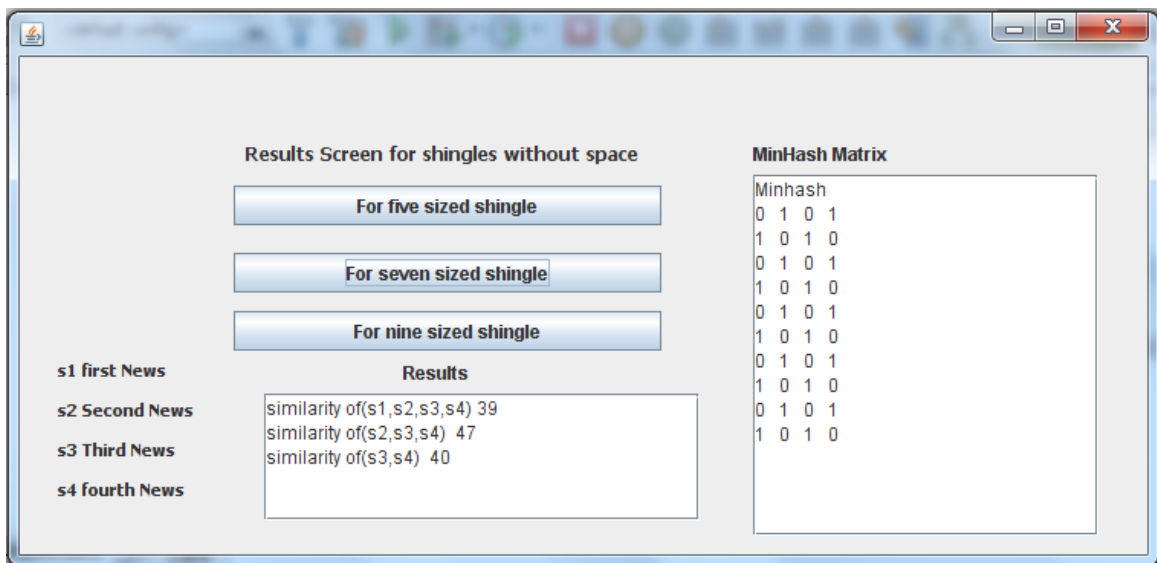 Results Screen for shingles without space
For five sized shingle
For seven sized shingle
For nine sized shingle
s1 first News
s2 Second News
s3 Third News
s4 fourth News
Results
similarity of(s1,s2,s3,s4) 39
similarity of(s2,s3,s4)  47
similarity of(s3,s4)  40
MinHash Matrix
Minhash
0 1 0 1
1 0 1 0
0 1 0 1
1 0 1 0
0 1 0 1
1 0 1 0
0 1 0 1
1 0 1 0
0 1 0 1
1 0 1 0